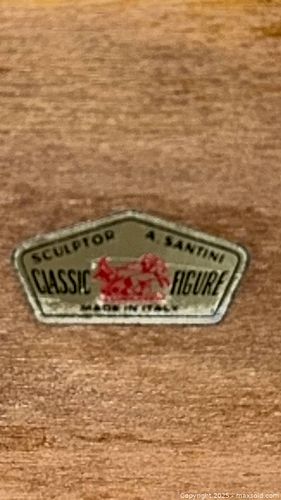 SCULPTOR A. SANTINI
CLASSIC FIGURE
MADE IN ITALY
Copyright 2025 - maxsold.com